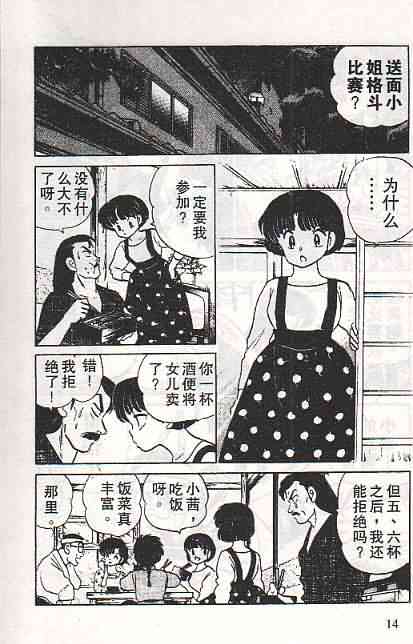 送面小
姐格斗
比赛？
为什么
……
一定要我
参加？
没有什
么大不
了呀。
你一杯
酒便将
女儿卖
了？
错！
我拒
绝了！
但五、六杯
之后，我还
能拒绝吗？
小茜，
吃饭
呀。
饭菜真
丰富。
那里。
14